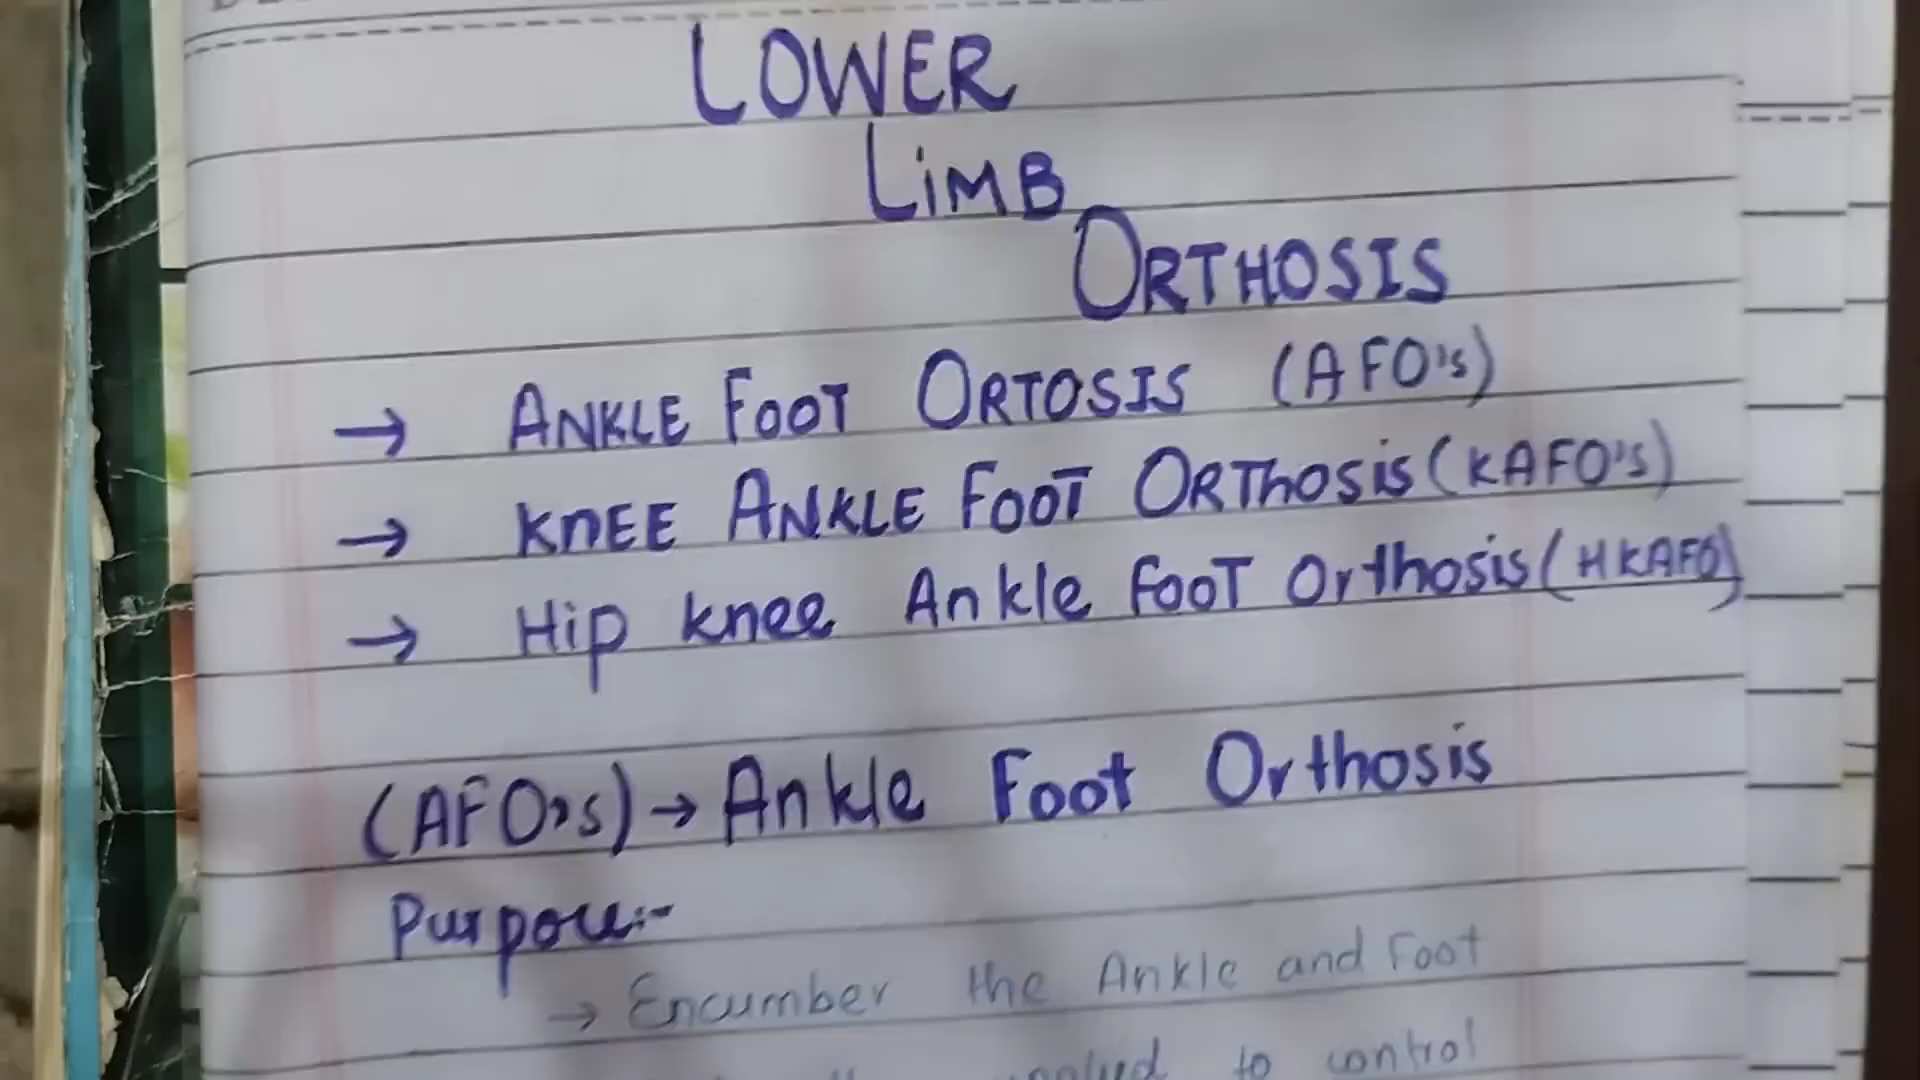 LOWER
LiMB
ORTHOSIS
→ ANKLE FOOT ORTOSIS (AFO's)
→ KNEE ANKLE FOOT ORTHOSIS (KAFO's)
→ Hip knee Ankle FOOT Orthosis (HKAFO)
(AFO's) → Ankle Foot Orthosis
Purpose:-
→ Encumber the Ankle and Foot
applied to control